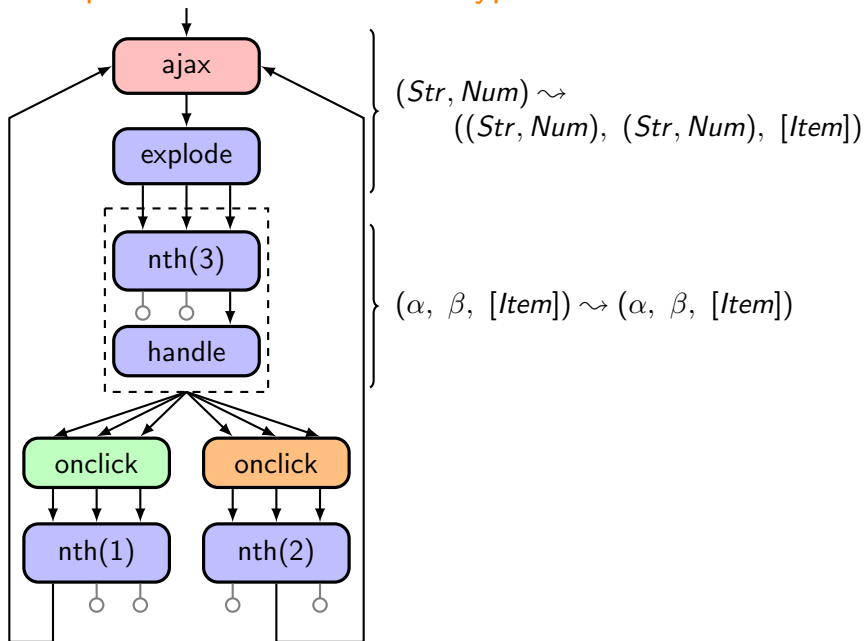 ajax
(Str, Num) ⤳
((Str, Num), (Str, Num), [Item])
explode
nth(3)
(α, β, [Item]) ⤳ (α, β, [Item])
handle
onclick onclick
nth(1) nth(2)